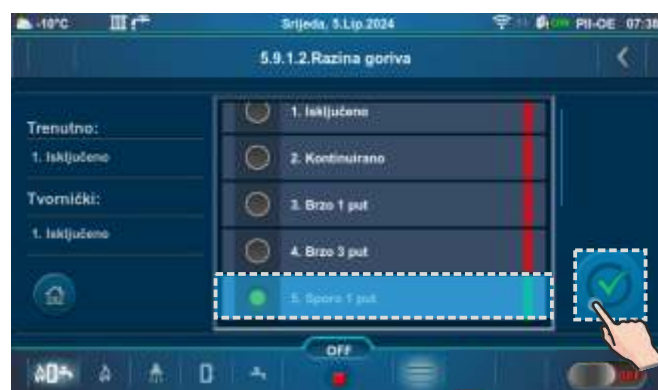 -10°C Srijeda, 5.Lip.2024 PII-OE 07:38
5.9.1.2.Razina goriva
Trenutno:
1. Isključeno
Tvornički:
1. Isključeno
1. Isključeno
2. Kontinuirano
3. Brzo 1 put
4. Brzo 3 put
5. Sporo 1 put
OFF
OFF